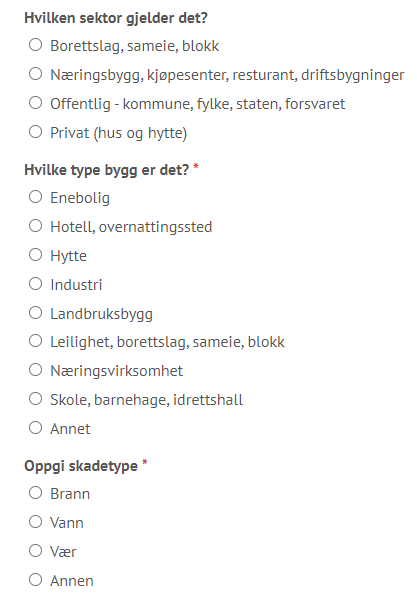 Hvilken sektor gjelder det?
Borettslag, sameie, blokk
Næringsbygg, kjøpesenter, resturant, driftsbygninger
Offentlig - kommune, fylke, staten, forsvaret
Privat (hus og hytte)
Hvilke type bygg er det? *
Enebolig
Hotell, overnattingssted
Hytte
Industri
Landbruksbygg
Leilighet, borettslag, sameie, blokk
Næringsvirksomhet
Skole, barnehage, idrettshall
Annet
Oppgi skadetype *
Brann
Vann
Vær
Annen